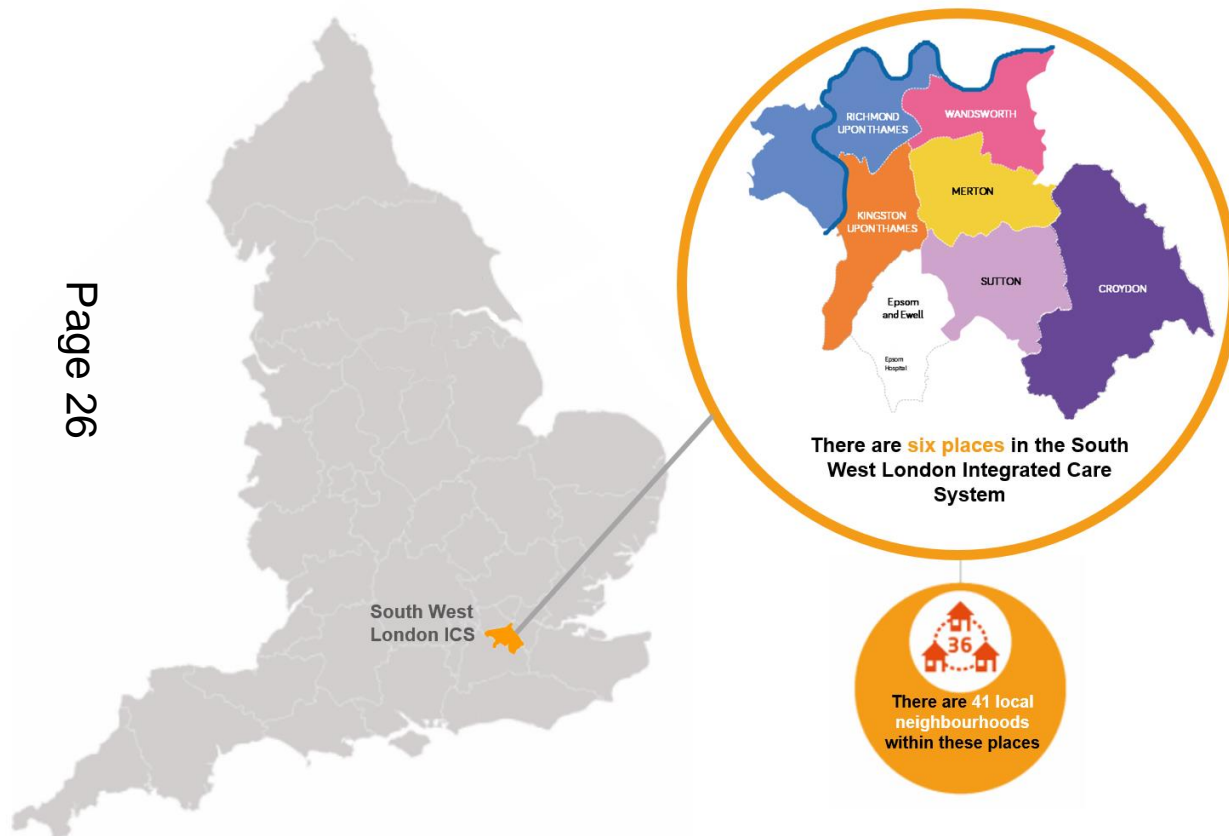 Page 26
South West
London ICS
RICHMOND
UPON THAMES
WANDSWORTH
KINGSTON
UPON THAMES
MERTON
SUTTON
CROYDON
Epsom
and Ewell
Epsom
Hospital
There are six places in the South
West London Integrated Care
System
36
There are 41 local
neighbourhoods
within these places